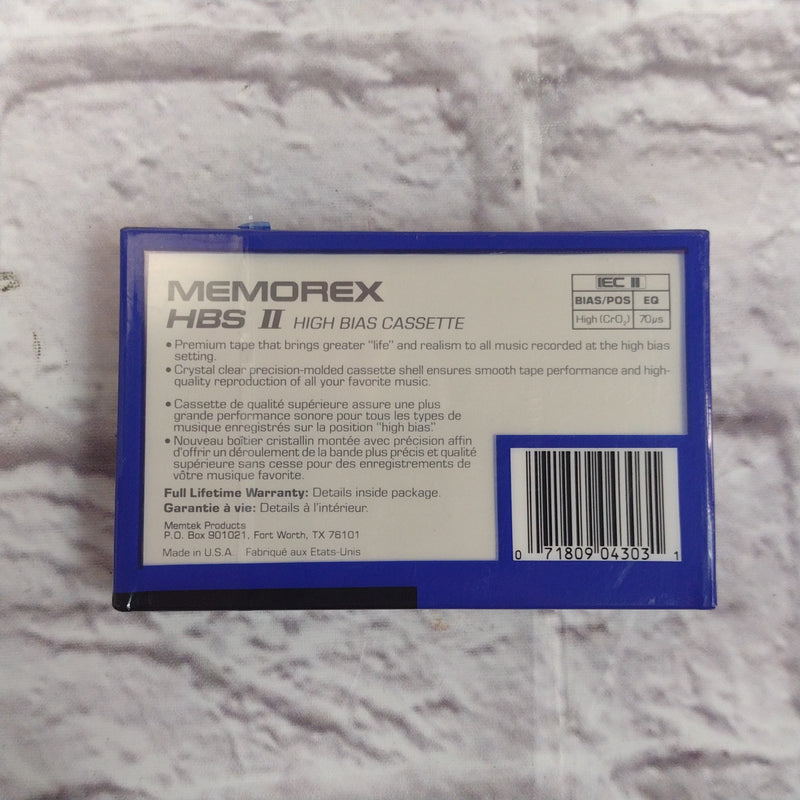 MEMOREX
HBS II HIGH BIAS CASSETTE
IEC II
BIAS/POS EQ
High (CrO₂) 70µs
• Premium tape that brings greater "life" and realism to all music recorded at the high bias
setting.
• Crystal clear precision-molded cassette shell ensures smooth tape performance and high-
quality reproduction of all your favorite music.
• Cassette de qualité supérieure assure une plus
grande performance sonore pour tous les types de
musique enregistrés sur la position "high bias."
• Nouveau boîtier cristallin montée avec précision affin
d'offrir un déroulement de la bande plus précis et qualité
supérieure sans cesse pour des enregistrements de
vôtre musique favorite.
Full Lifetime Warranty: Details inside package.
Garantie à vie: Details à l'intérieur.
Memtek Products
P.O. Box 901021, Fort Worth, TX 76101
Made in U.S.A. Fabriqué aux Etats-Unis
0 71809 04303 1